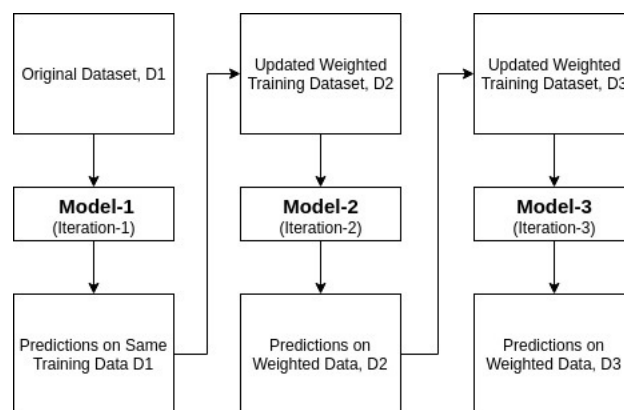 Original Dataset, D1
Model-1
(Iteration-1)
Predictions on Same
Training Data D1
Updated Weighted
Training Dataset, D2
Model-2
(Iteration-2)
Predictions on
Weighted Data, D2
Updated Weighted
Training Dataset, D3
Model-3
(Iteration-3)
Predictions on
Weighted Data, D3